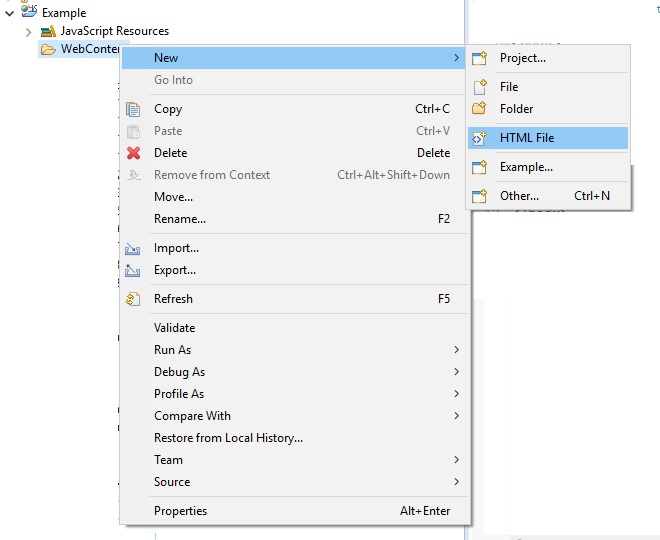 Example
JavaScript Resources
WebConten
New
Go Into
Copy Ctrl+C
Paste Ctrl+V
Delete Delete
Remove from Context Ctrl+Alt+Shift+Down
Move...
Rename... F2
Import...
Export...
Refresh F5
Validate
Run As
Debug As
Profile As
Compare With
Restore from Local History...
Team
Source
Properties Alt+Enter
Project...
File
Folder
HTML File
Example...
Other... Ctrl+N